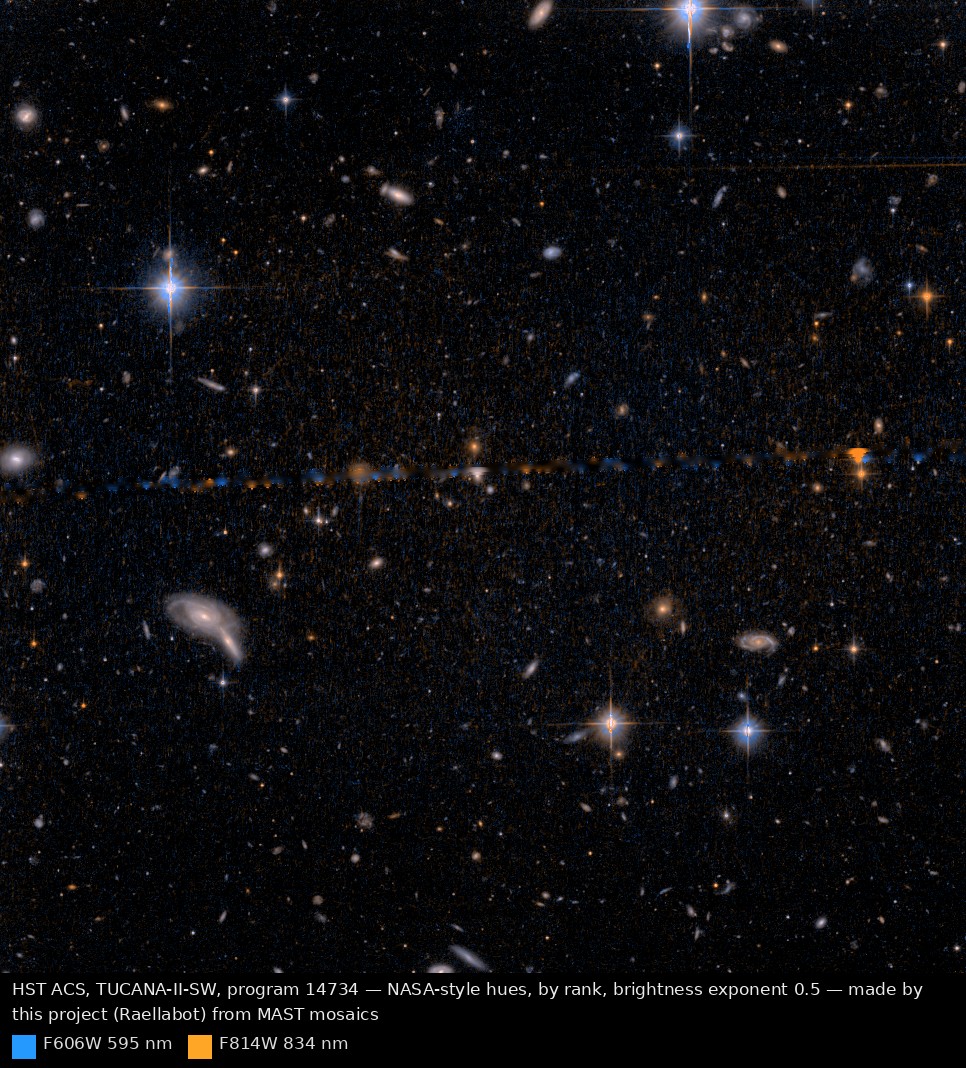 HST ACS, TUCANA-II-SW, program 14734 — NASA-style hues, by rank, brightness exponent 0.5 — made by
this project (Raellabot) from MAST mosaics
F606W 595 nm F814W 834 nm